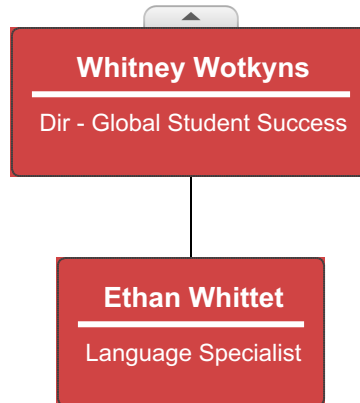 Whitney Wotkyns
Dir - Global Student Success
Ethan Whittet
Language Specialist